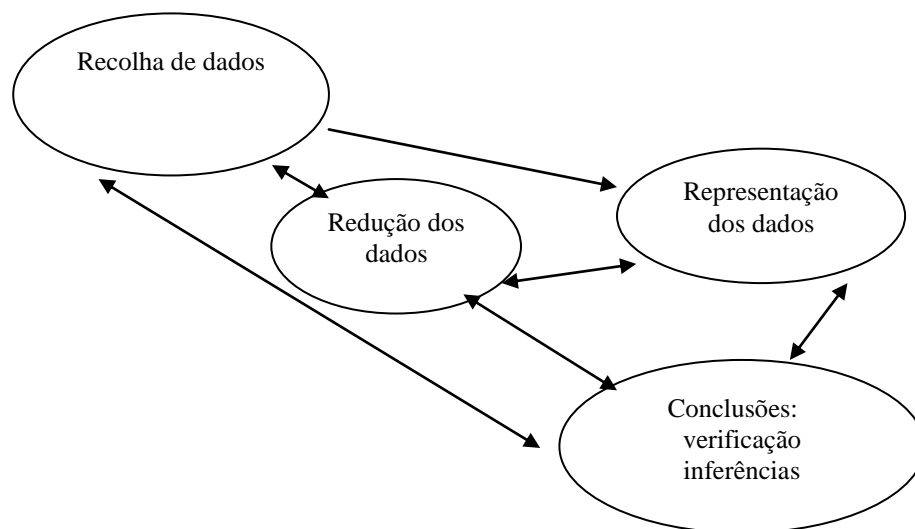 Recolha de dados
Redução dos
dados
Representação
dos dados
Conclusões:
verificação
inferências